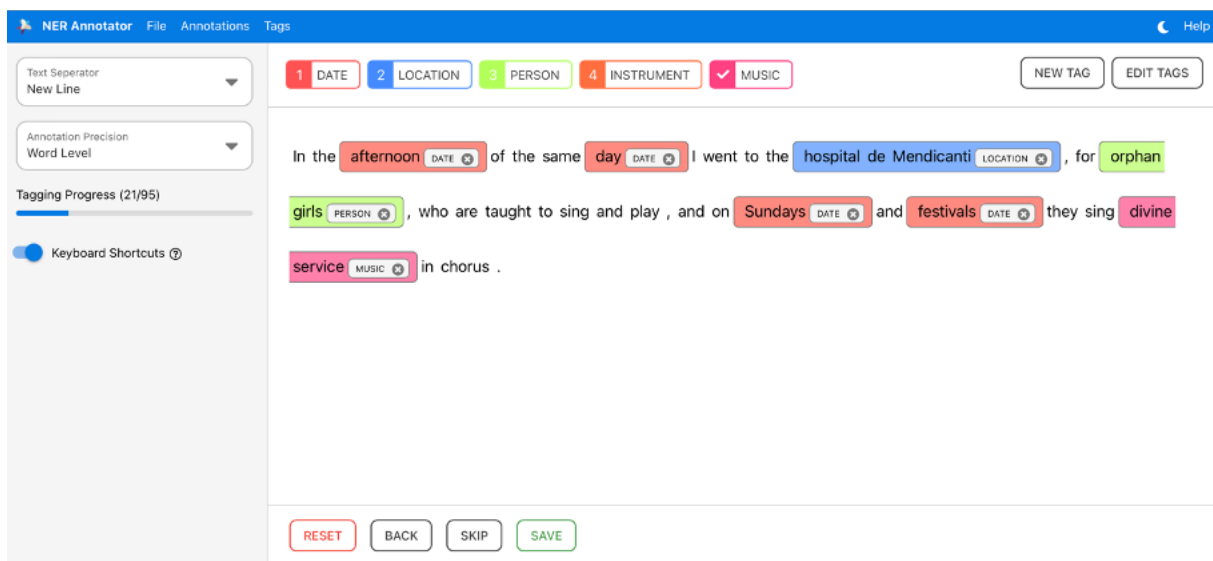 NER Annotator File Annotations Tags Help
Text Seperator
New Line
Annotation Precision
Word Level
Tagging Progress (21/95)
Keyboard Shortcuts
1 DATE 2 LOCATION 3 PERSON 4 INSTRUMENT MUSIC NEW TAG EDIT TAGS
In the afternoon DATE of the same day DATE I went to the hospital de Mendicanti LOCATION , for orphan
girls PERSON , who are taught to sing and play , and on Sundays DATE and festivals DATE they sing divine
service MUSIC in chorus .
RESET BACK SKIP SAVE